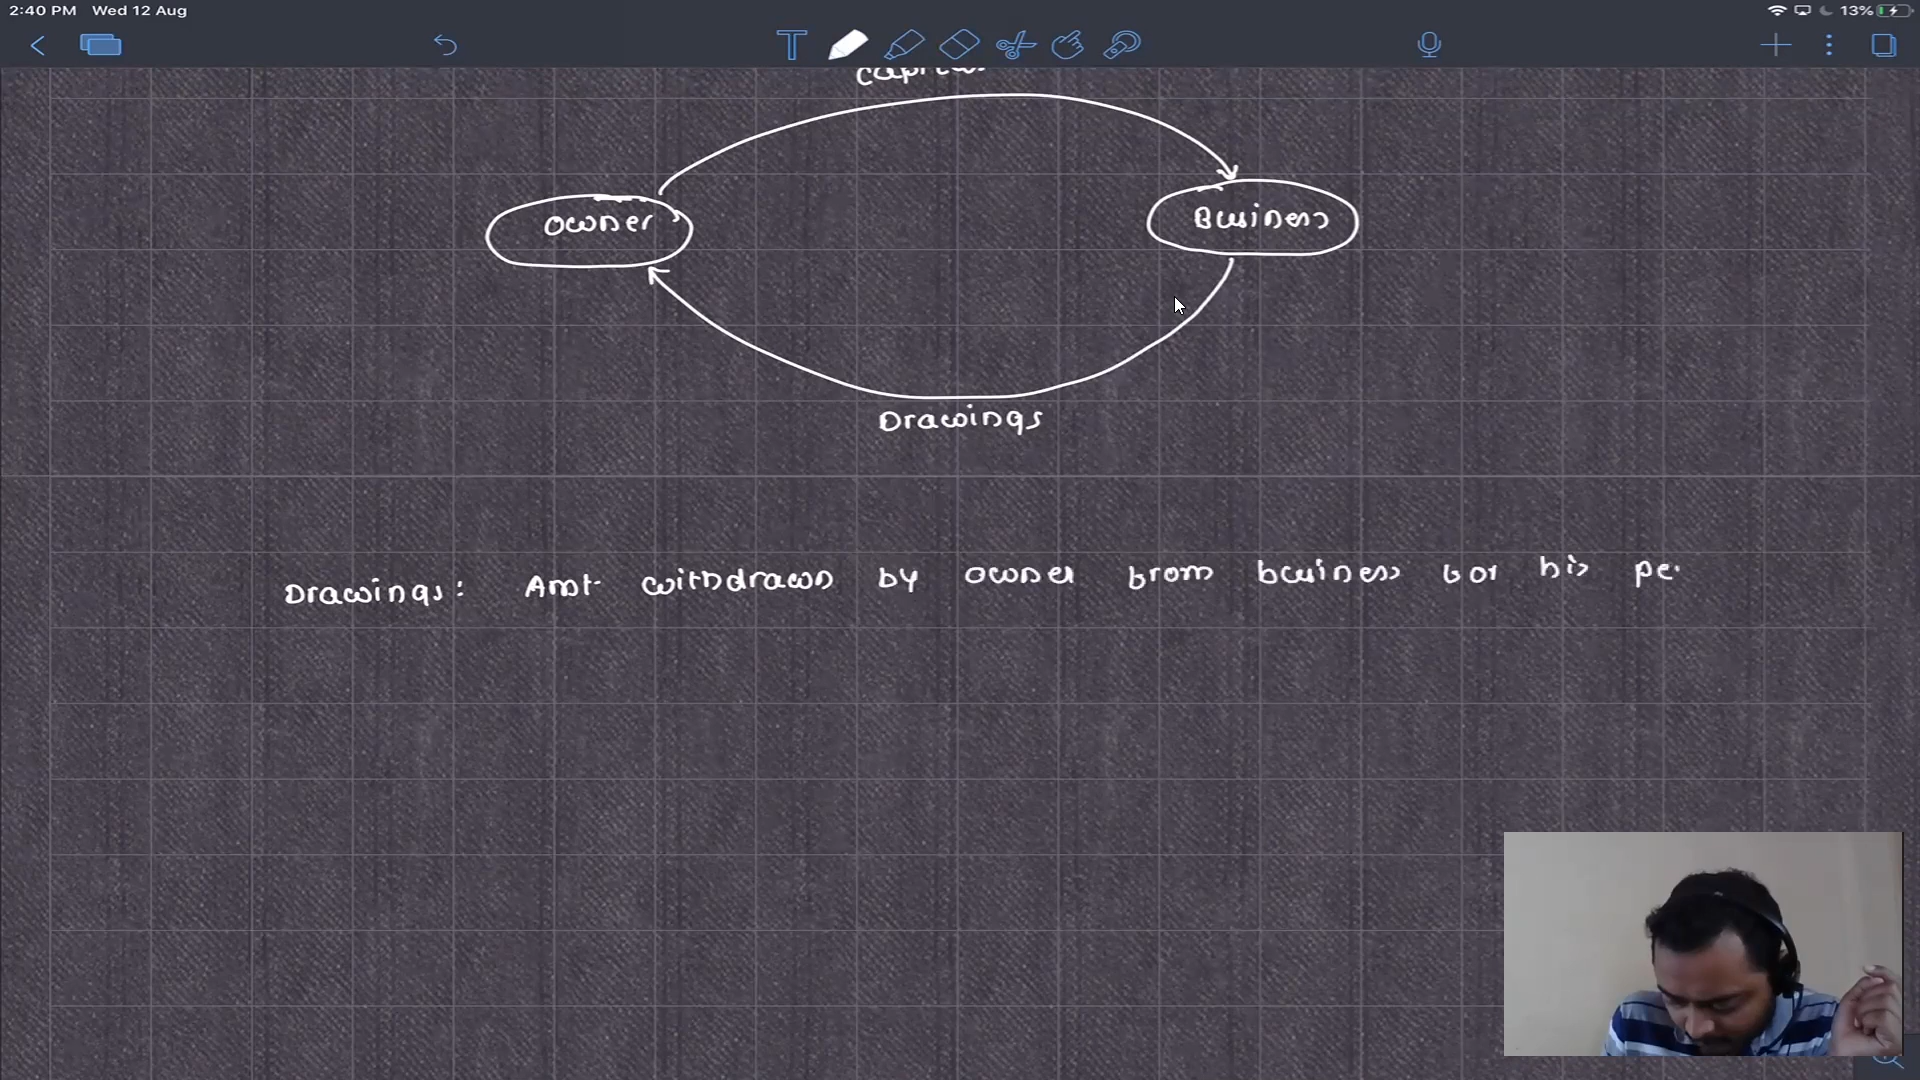 2:40 PM Wed 12 Aug
13%
T
Owner
Business
Drawings
Drawings: Amt. withdrawn by owner from business for his pe